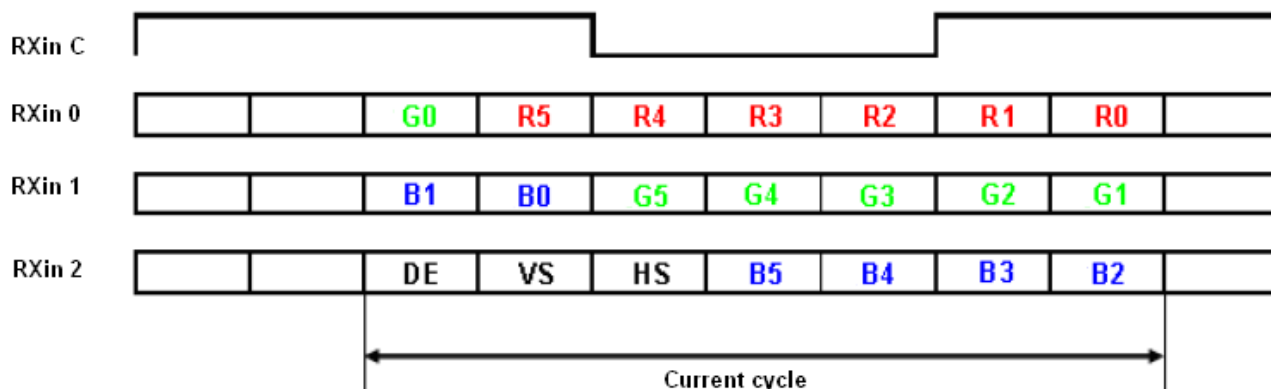 RXin C
RXin 0 G0 R5 R4 R3 R2 R1 R0
RXin 1 B1 B0 G5 G4 G3 G2 G1
RXin 2 DE VS HS B5 B4 B3 B2
Current cycle